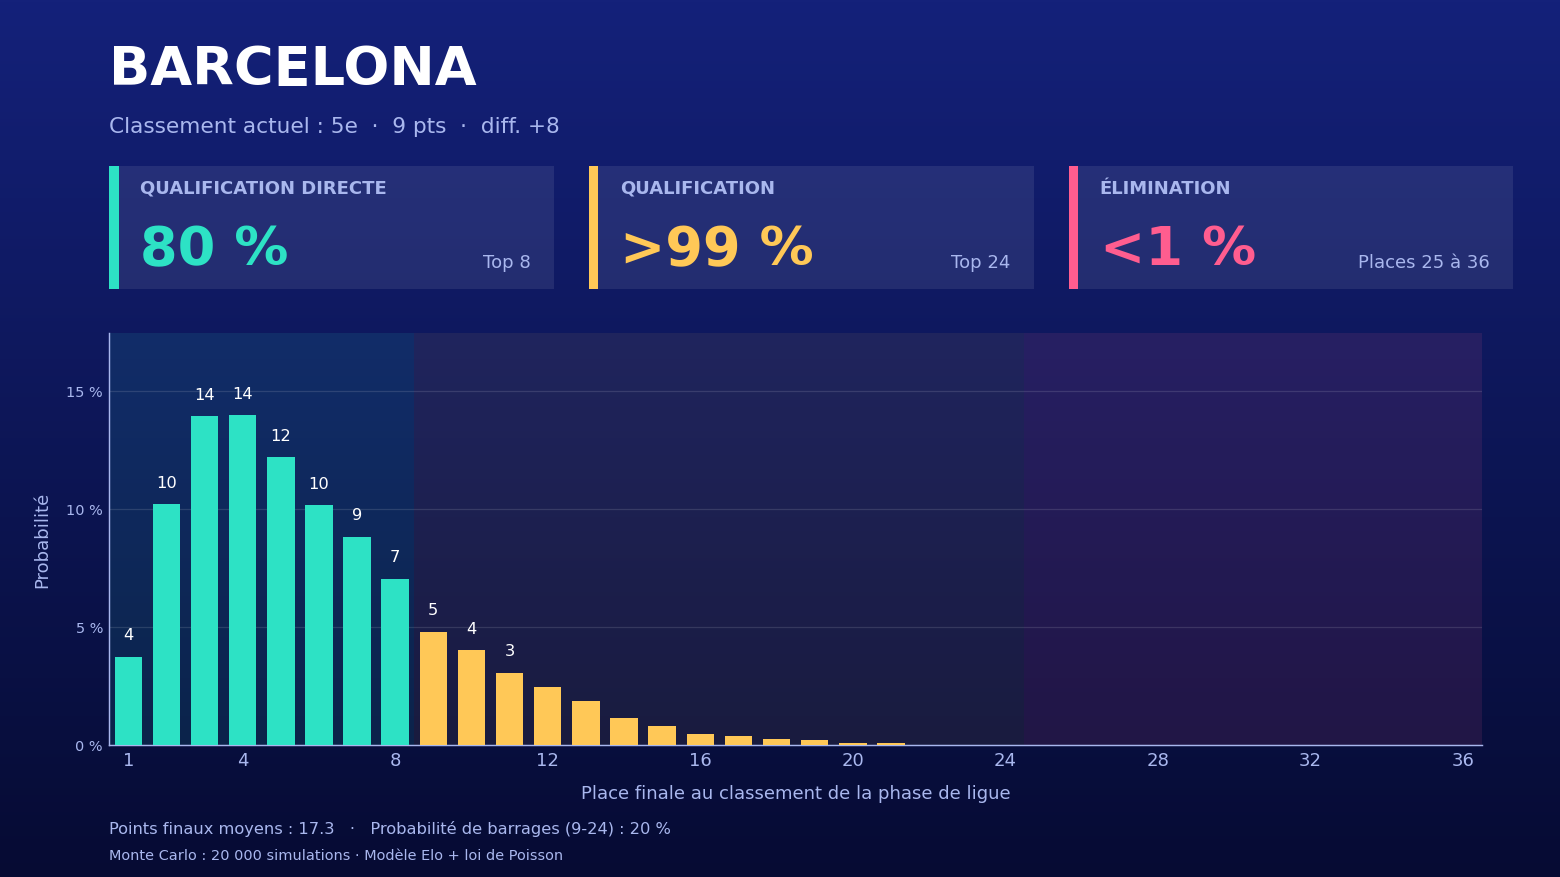 BARCELONA
Classement actuel : 5e · 9 pts · diff. +8
QUALIFICATION DIRECTE
80 %
Top 8
QUALIFICATION
>99 %
Top 24
ÉLIMINATION
<1 %
Places 25 à 36
Probabilité
15 %
10 %
5 %
0 %
4
10
14
14
12
10
9
7
5
4
3
1
4
8
12
16
20
24
28
32
36
Place finale au classement de la phase de ligue
Points finaux moyens : 17.3 · Probabilité de barrages (9-24) : 20 %
Monte Carlo : 20 000 simulations · Modèle Elo + loi de Poisson